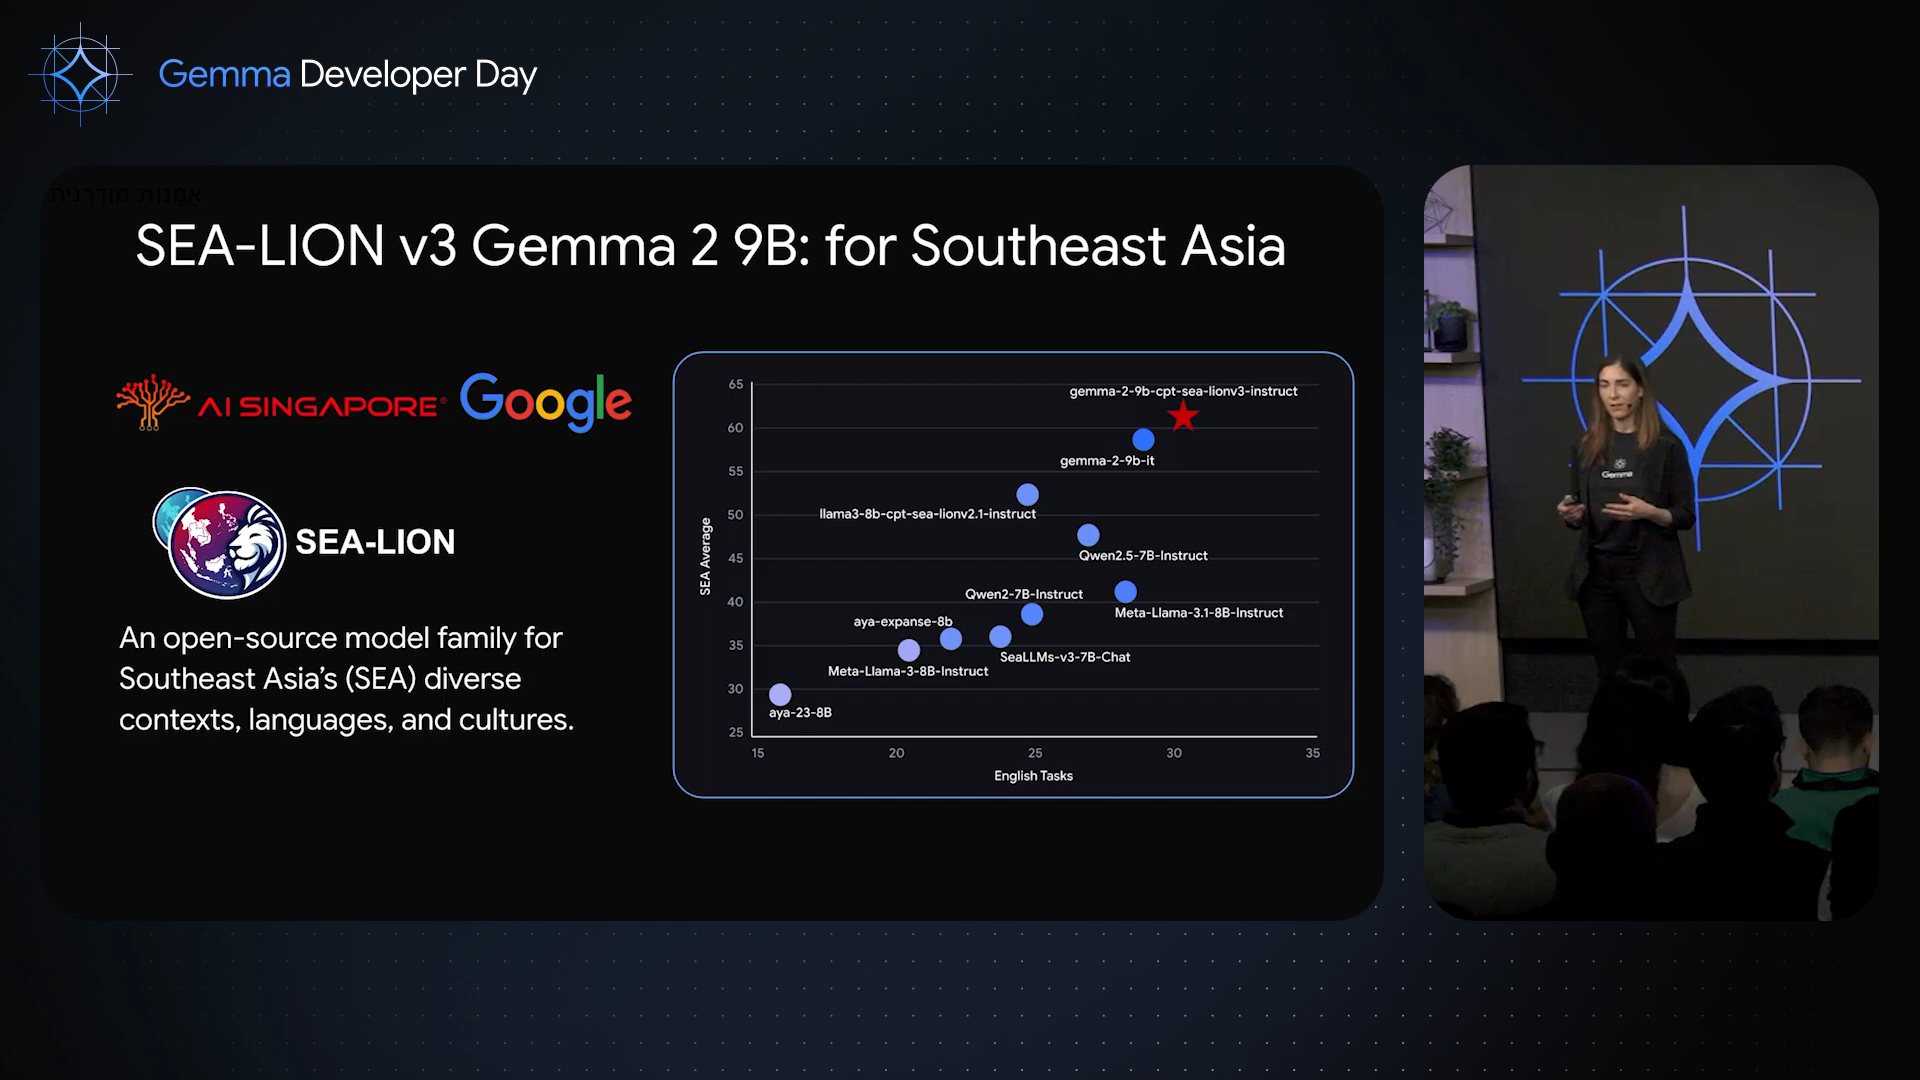 Gemma Developer Day
אָמָּנוּת מוֹדֶרְנִית
SEA-LION v3 Gemma 2 9B: for Southeast Asia
AI SINGAPORE® Google
SEA-LION
An open-source model family for
Southeast Asia’s (SEA) diverse
contexts, languages, and cultures.
65
60
55
50
45
40
35
30
25
SEA Average
gemma-2-9b-cpt-sea-lionv3-instruct
gemma-2-9b-it
llama3-8b-cpt-sea-lionv2.1-instruct
Qwen2.5-7B-Instruct
Qwen2-7B-Instruct
Meta-Llama-3.1-8B-Instruct
aya-expanse-8b
SeaLLMs-v3-7B-Chat
Meta-Llama-3-8B-Instruct
aya-23-8B
15 20 25 30 35
English Tasks
Gemma